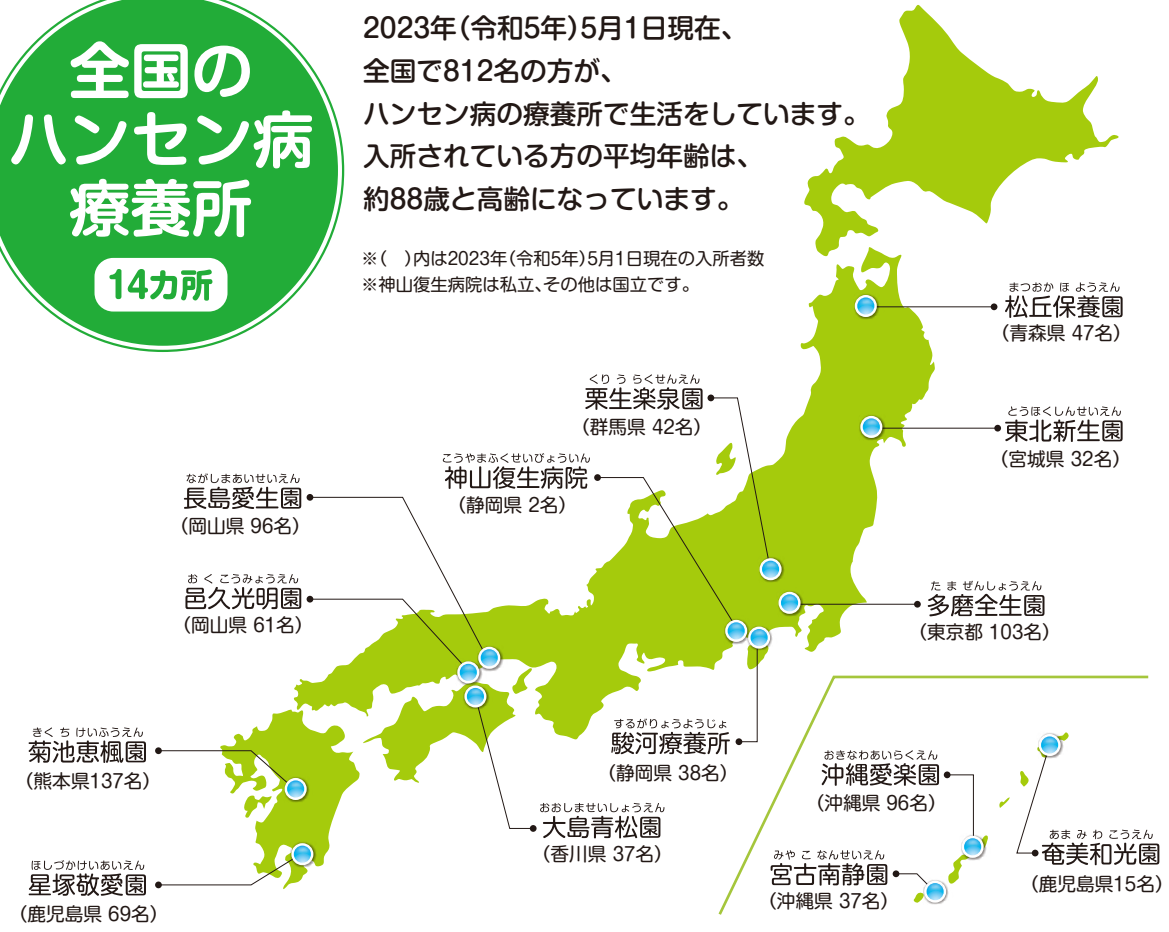 全国の
ハンセン病
療養所
14カ所
2023年(令和5年)5月1日現在、
全国で812名の方が、
ハンセン病の療養所で生活をしています。
入所されている方の平均年齢は、
約88歳と高齢になっています。
※(　)内は2023年(令和5年)5月1日現在の入所者数
※神山復生病院は私立、その他は国立です。
まつおかほようえん
松丘保養園
(青森県 47名)
くりうらくせんえん
栗生楽泉園
(群馬県 42名)
とうほくしんせいえん
東北新生園
(宮城県 32名)
こうやまふくせいびょういん
神山復生病院
(静岡県 2名)
ながしまあいせいえん
長島愛生園
(岡山県 96名)
おくこうみょうえん
邑久光明園
(岡山県 61名)
たまぜんしょうえん
多磨全生園
(東京都 103名)
きくちけいふうえん
菊池恵楓園
(熊本県137名)
するがりょうようじょ
駿河療養所
(静岡県 38名)
おきなわあいらくえん
沖縄愛楽園
(沖縄県 96名)
おおしませいしょうえん
大島青松園
(香川県 37名)
あまみわこうえん
奄美和光園
(鹿児島県15名)
みやこなんせいえん
宮古南静園
(沖縄県 37名)
ほしづかけいあいえん
星塚敬愛園
(鹿児島県 69名)